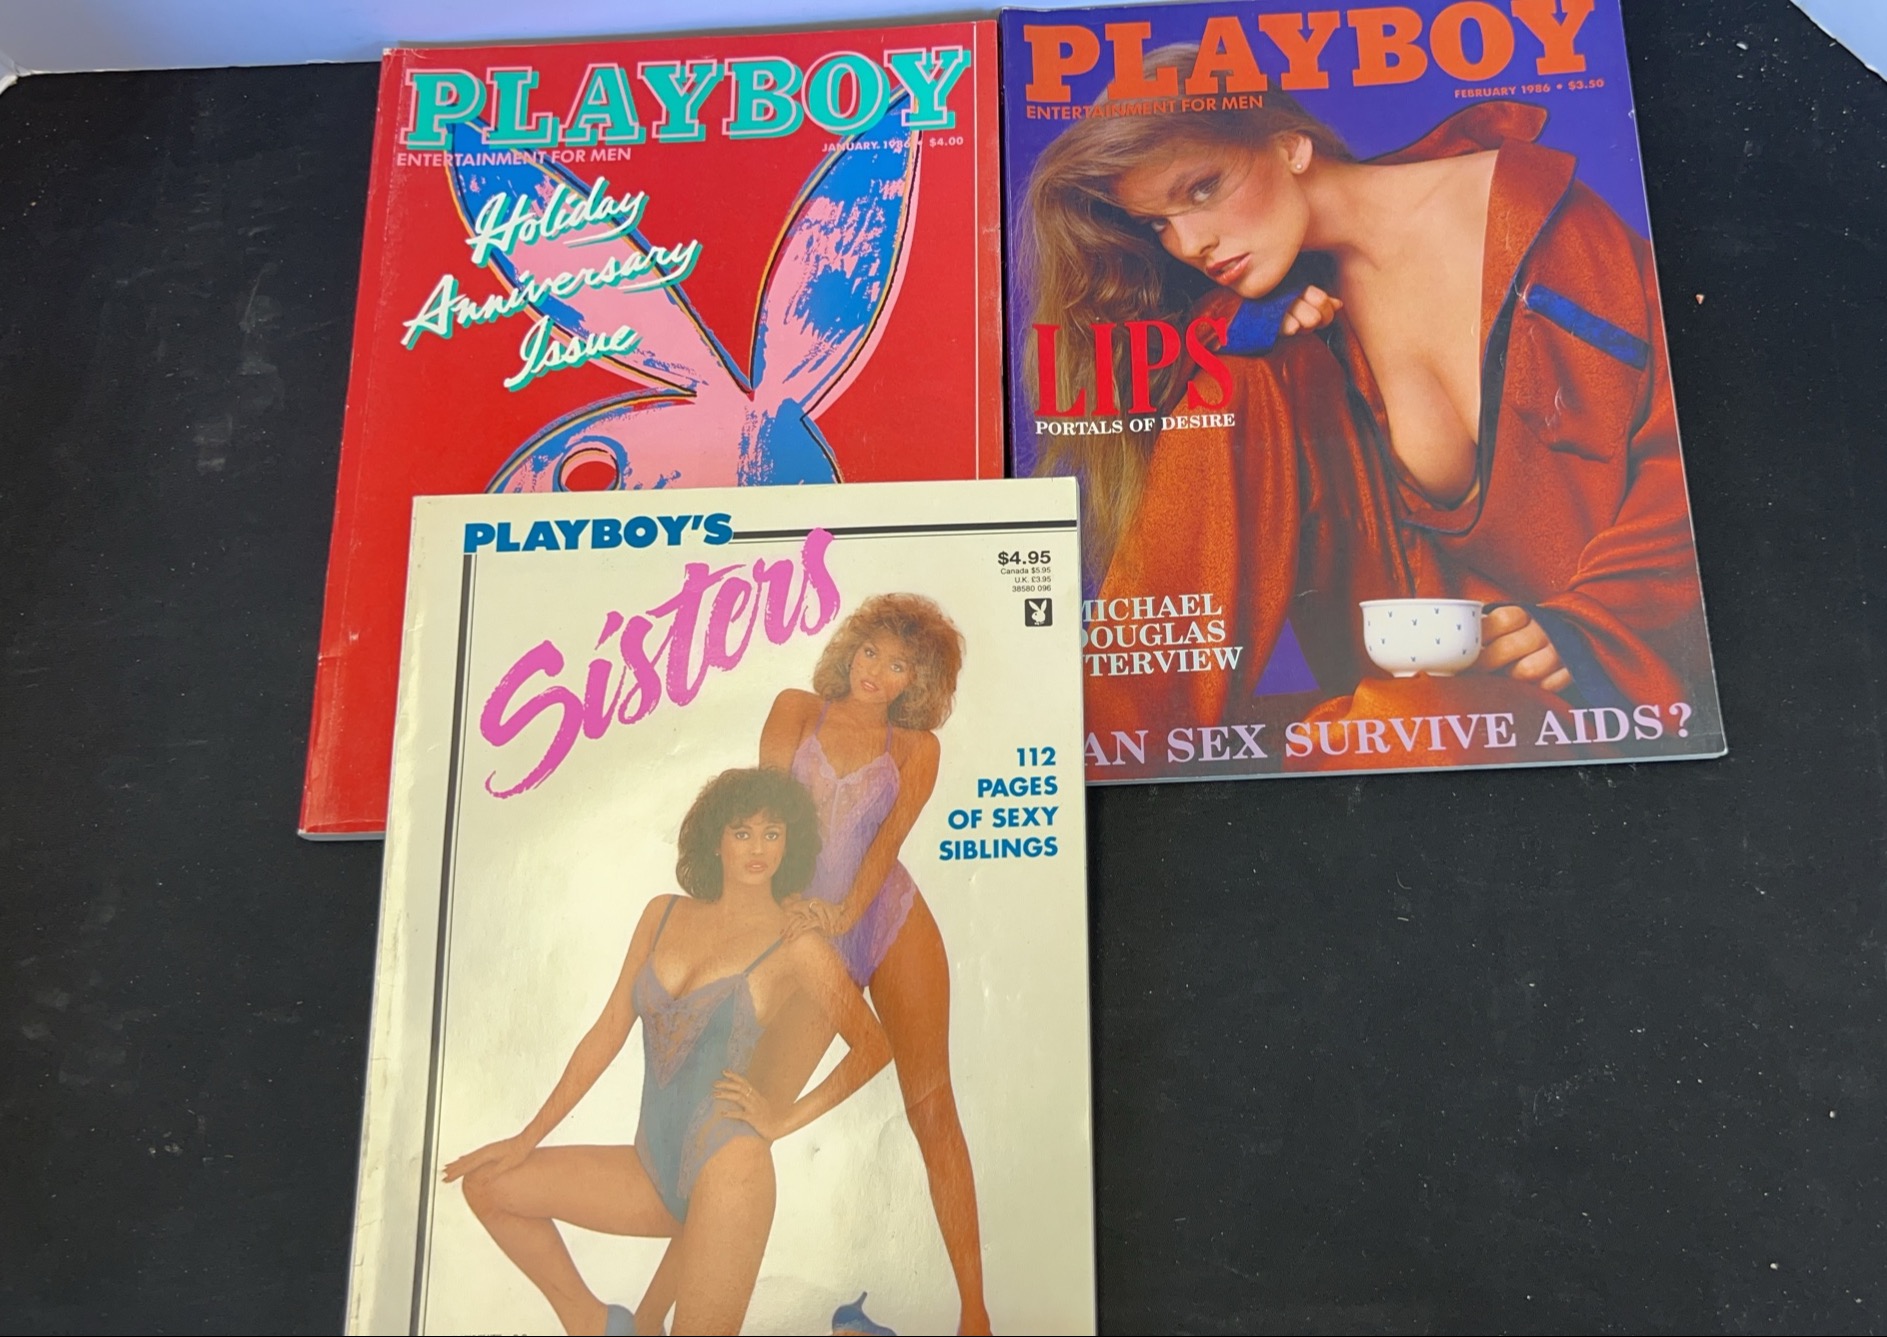 PLAYBOY
ENTERTAINMENT FOR MEN
JANUARY, 1986 • $4.00
Holiday
Anniversary
Issue
PLAYBOY
ENTERTAINMENT FOR MEN
FEBRUARY 1986 • $3.50
LIPS
PORTALS OF DESIRE
MICHAEL
DOUGLAS
TERVIEW
AN SEX SURVIVE AIDS?
PLAYBOY'S
Sisters
$4.95
Canada $5.95
U.K. £3.95
38580 096
112
PAGES
OF SEXY
SIBLINGS